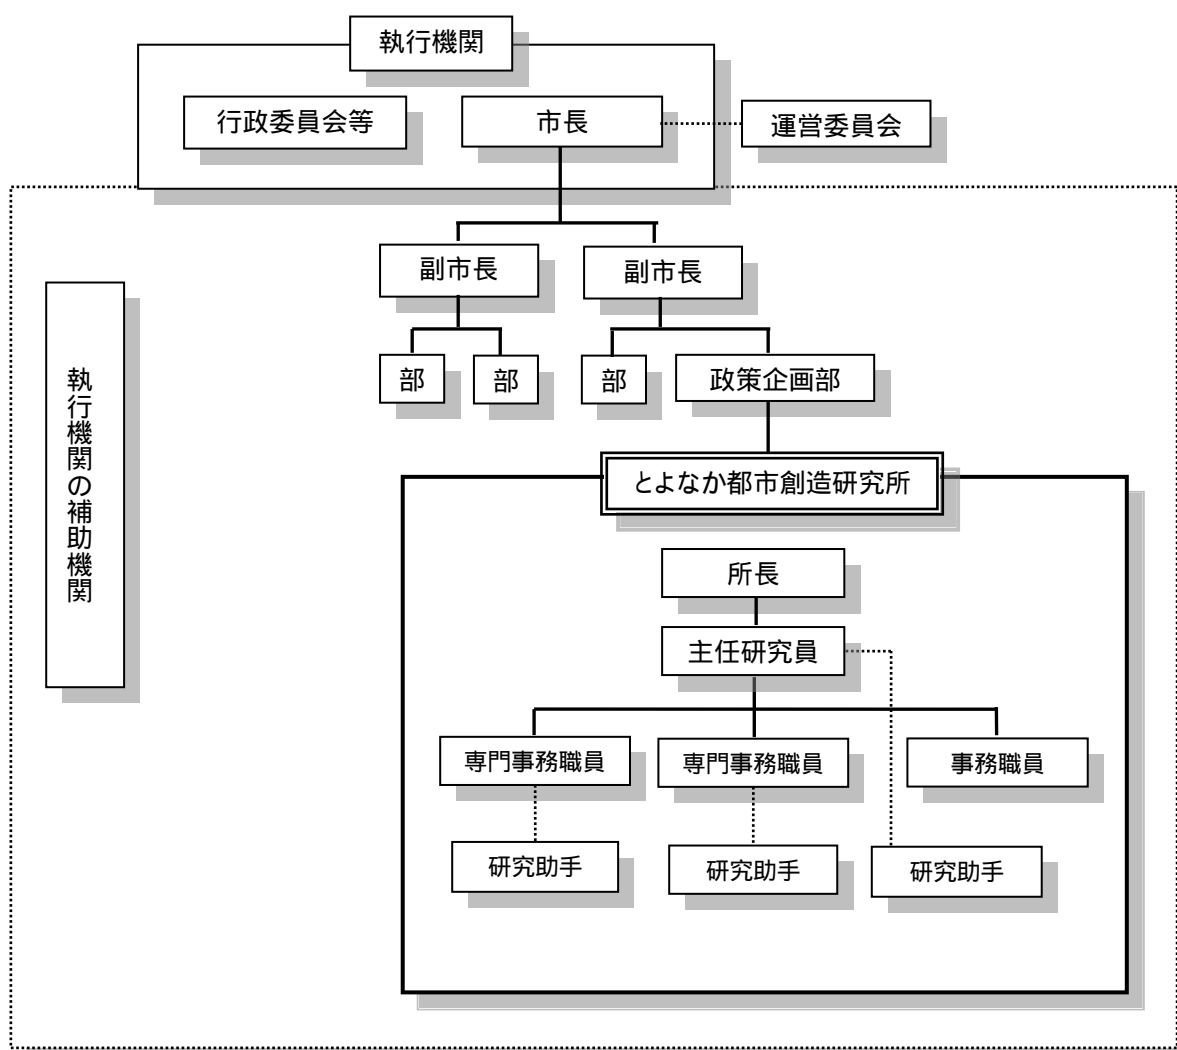 執行機関
行政委員会等
市長
運営委員会
副市長
副市長
執行機関の補助機関
部
部
部
政策企画部
とよなか都市創造研究所
所長
主任研究員
専門事務職員
専門事務職員
事務職員
研究助手
研究助手
研究助手